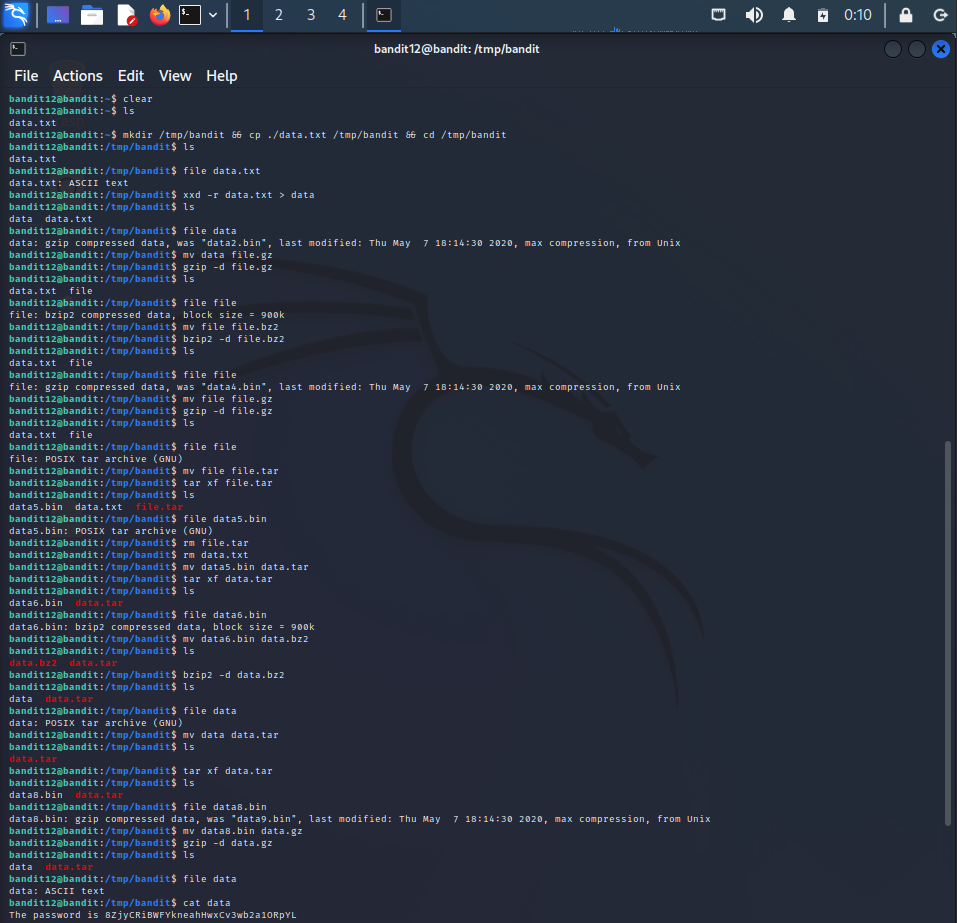 1 2 3 4 0:10
bandit12@bandit: /tmp/bandit
File Actions Edit View Help
bandit12@bandit:~$ clear
bandit12@bandit:~$ ls
data.txt
bandit12@bandit:~$ mkdir /tmp/bandit && cp ./data.txt /tmp/bandit && cd /tmp/bandit
bandit12@bandit:/tmp/bandit$ ls
data.txt
bandit12@bandit:/tmp/bandit$ file data.txt
data.txt: ASCII text
bandit12@bandit:/tmp/bandit$ xxd -r data.txt > data
bandit12@bandit:/tmp/bandit$ ls
data  data.txt
bandit12@bandit:/tmp/bandit$ file data
data: gzip compressed data, was "data2.bin", last modified: Thu May  7 18:14:30 2020, max compression, from Unix
bandit12@bandit:/tmp/bandit$ mv data file.gz
bandit12@bandit:/tmp/bandit$ gzip -d file.gz
bandit12@bandit:/tmp/bandit$ ls
data.txt  file
bandit12@bandit:/tmp/bandit$ file file
file: bzip2 compressed data, block size = 900k
bandit12@bandit:/tmp/bandit$ mv file file.bz2
bandit12@bandit:/tmp/bandit$ bzip2 -d file.bz2
bandit12@bandit:/tmp/bandit$ ls
data.txt  file
bandit12@bandit:/tmp/bandit$ file file
file: gzip compressed data, was "data4.bin", last modified: Thu May  7 18:14:30 2020, max compression, from Unix
bandit12@bandit:/tmp/bandit$ mv file file.gz
bandit12@bandit:/tmp/bandit$ gzip -d file.gz
bandit12@bandit:/tmp/bandit$ ls
data.txt  file
bandit12@bandit:/tmp/bandit$ file file
file: POSIX tar archive (GNU)
bandit12@bandit:/tmp/bandit$ mv file file.tar
bandit12@bandit:/tmp/bandit$ tar xf file.tar
bandit12@bandit:/tmp/bandit$ ls
data5.bin  data.txt  file.tar
bandit12@bandit:/tmp/bandit$ file data5.bin
data5.bin: POSIX tar archive (GNU)
bandit12@bandit:/tmp/bandit$ rm file.tar
bandit12@bandit:/tmp/bandit$ rm data.txt
bandit12@bandit:/tmp/bandit$ mv data5.bin data.tar
bandit12@bandit:/tmp/bandit$ tar xf data.tar
bandit12@bandit:/tmp/bandit$ ls
data6.bin  data.tar
bandit12@bandit:/tmp/bandit$ file data6.bin
data6.bin: bzip2 compressed data, block size = 900k
bandit12@bandit:/tmp/bandit$ mv data6.bin data.bz2
bandit12@bandit:/tmp/bandit$ ls
data.bz2  data.tar
bandit12@bandit:/tmp/bandit$ bzip2 -d data.bz2
bandit12@bandit:/tmp/bandit$ ls
data  data.tar
bandit12@bandit:/tmp/bandit$ file data
data: POSIX tar archive (GNU)
bandit12@bandit:/tmp/bandit$ mv data data.tar
bandit12@bandit:/tmp/bandit$ ls
data.tar
bandit12@bandit:/tmp/bandit$ tar xf data.tar
bandit12@bandit:/tmp/bandit$ ls
data8.bin  data.tar
bandit12@bandit:/tmp/bandit$ file data8.bin
data8.bin: gzip compressed data, was "data9.bin", last modified: Thu May  7 18:14:30 2020, max compression, from Unix
bandit12@bandit:/tmp/bandit$ mv data8.bin data.gz
bandit12@bandit:/tmp/bandit$ gzip -d data.gz
bandit12@bandit:/tmp/bandit$ ls
data  data.tar
bandit12@bandit:/tmp/bandit$ file data
data: ASCII text
bandit12@bandit:/tmp/bandit$ cat data
The password is 8ZjyCRiBWFYkneahHwxCv3wb2a1ORpYL